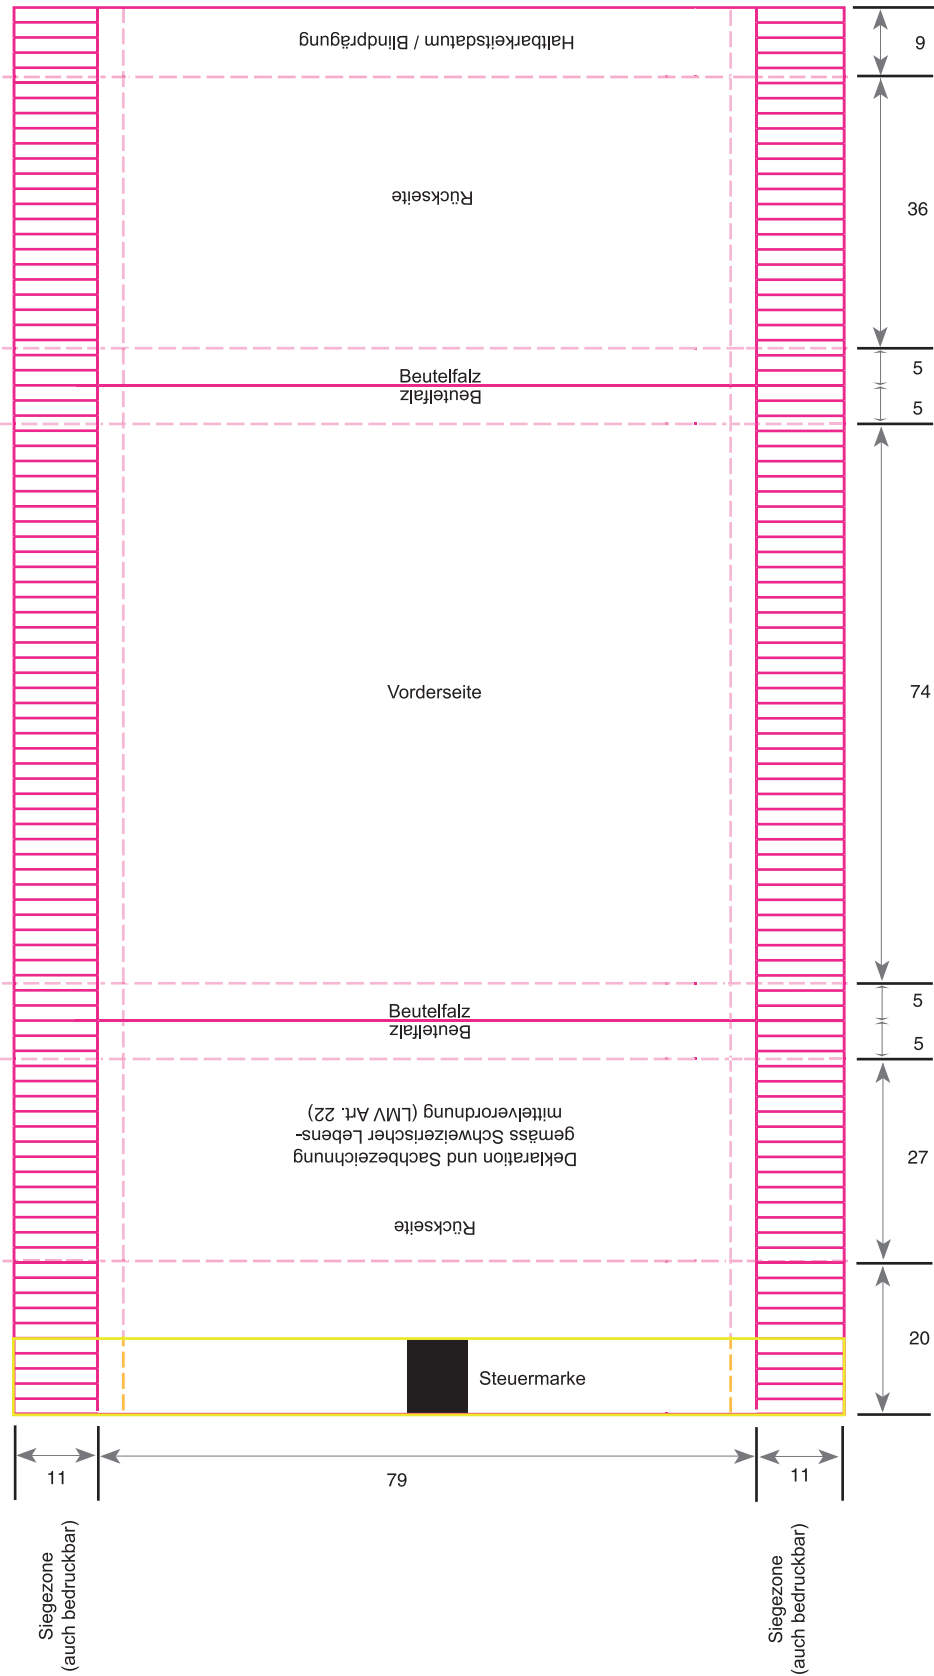 Haltbarkeitsdatum / Blindprägung
9
Rückseite
36
Beutelfalz
5
Beutelfalz
5
Vorderseite
74
Beutelfalz
5
Beutelfalz
5
Deklaration und Sachbezeichnung
gemäss Schweizerischer Lebens-
mittelverordnung (LMV Art. 22)
27
Rückseite
20
Steuermarke
11
79
11
Siegezone
(auch bedruckbar)
Siegezone
(auch bedruckbar)